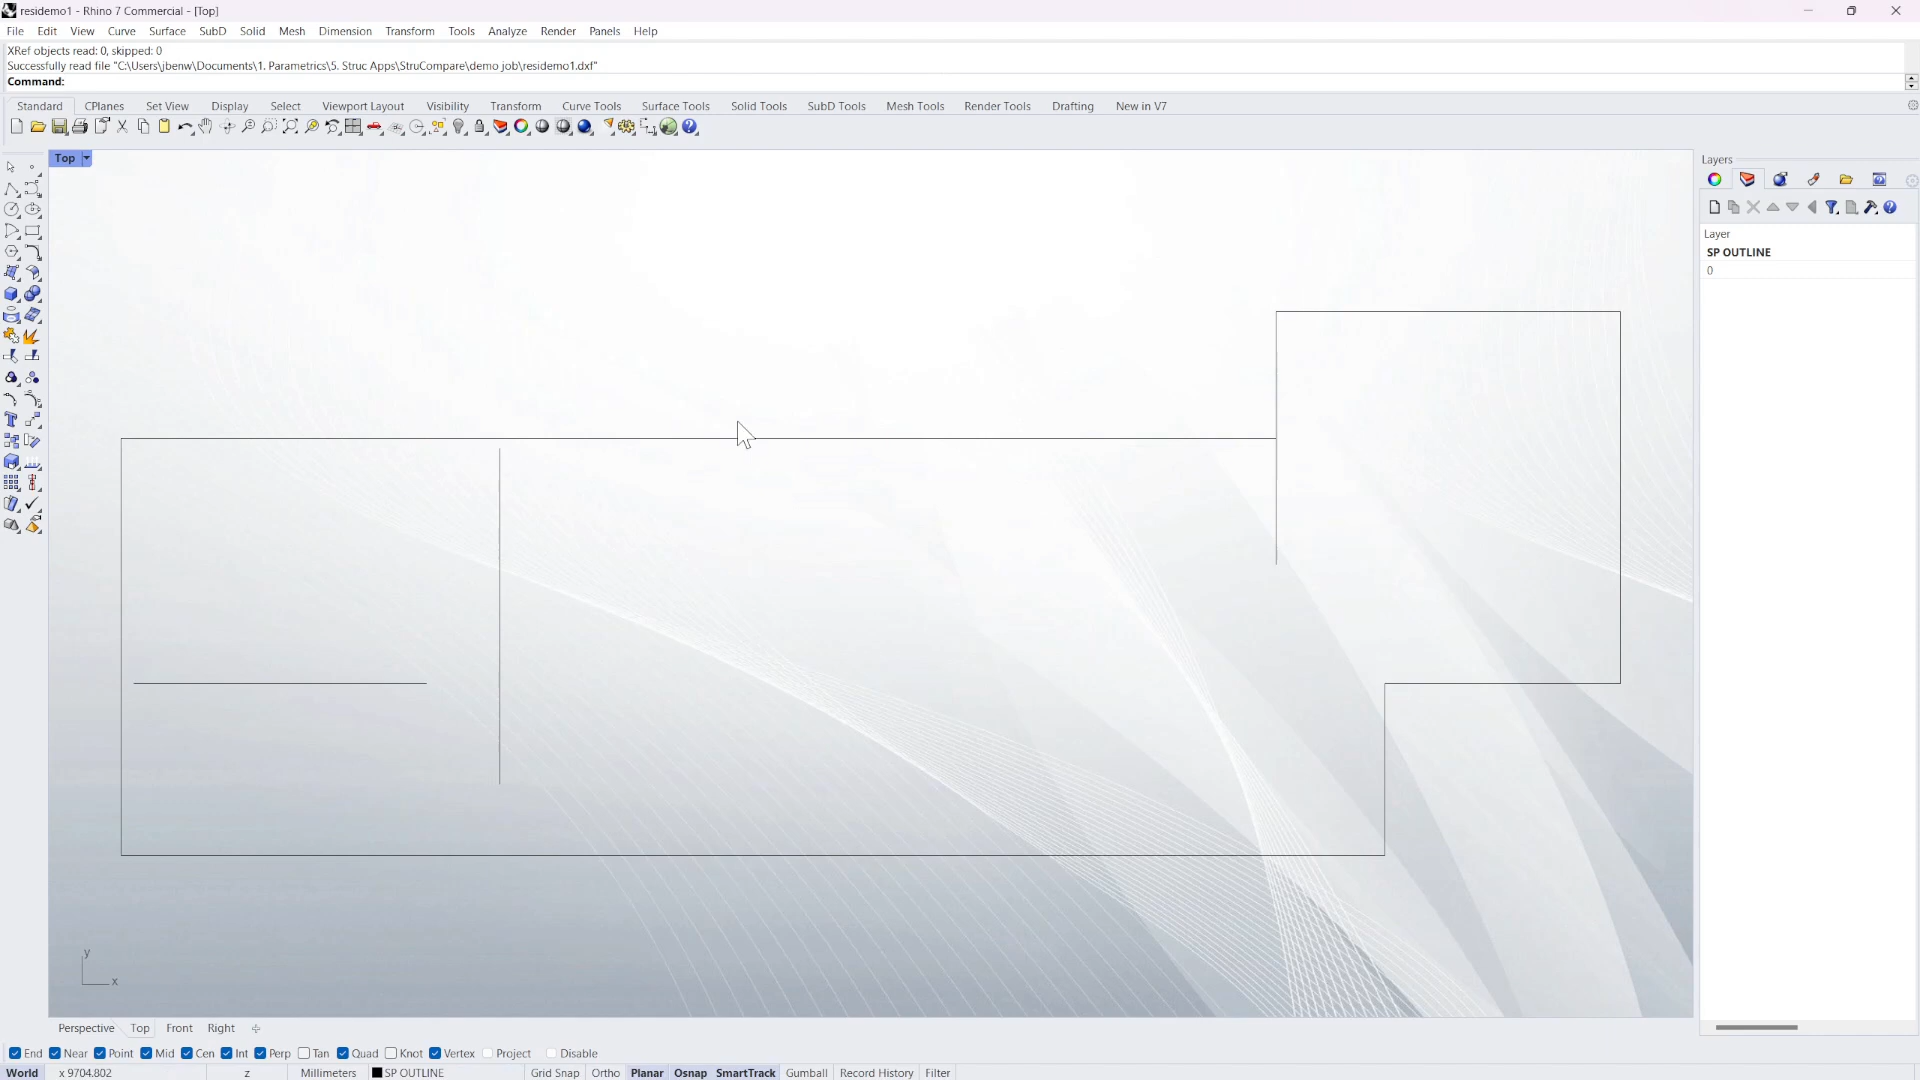 residemo1 - Rhino 7 Commercial - [Top]
File Edit View Curve Surface SubD Solid Mesh Dimension Transform Tools Analyze Render Panels Help
XRef objects read: 0, skipped: 0
Successfully read file "C:\Users\jbenw\Documents\1. Parametrics\5. Struc Apps\StruCompare\demo job\residemo1.dxf"
Command:
Standard CPlanes Set View Display Select Viewport Layout Visibility Transform Curve Tools Surface Tools Solid Tools SubD Tools Mesh Tools Render Tools Drafting New in V7
Top
Layers
Layer
SP OUTLINE
0
y
x
Perspective Top Front Right
End Near Point Mid Cen Int Perp Tan Quad Knot Vertex Project Disable
World x 9704.802 z Millimeters SP OUTLINE Grid Snap Ortho Planar Osnap SmartTrack Gumball Record History Filter